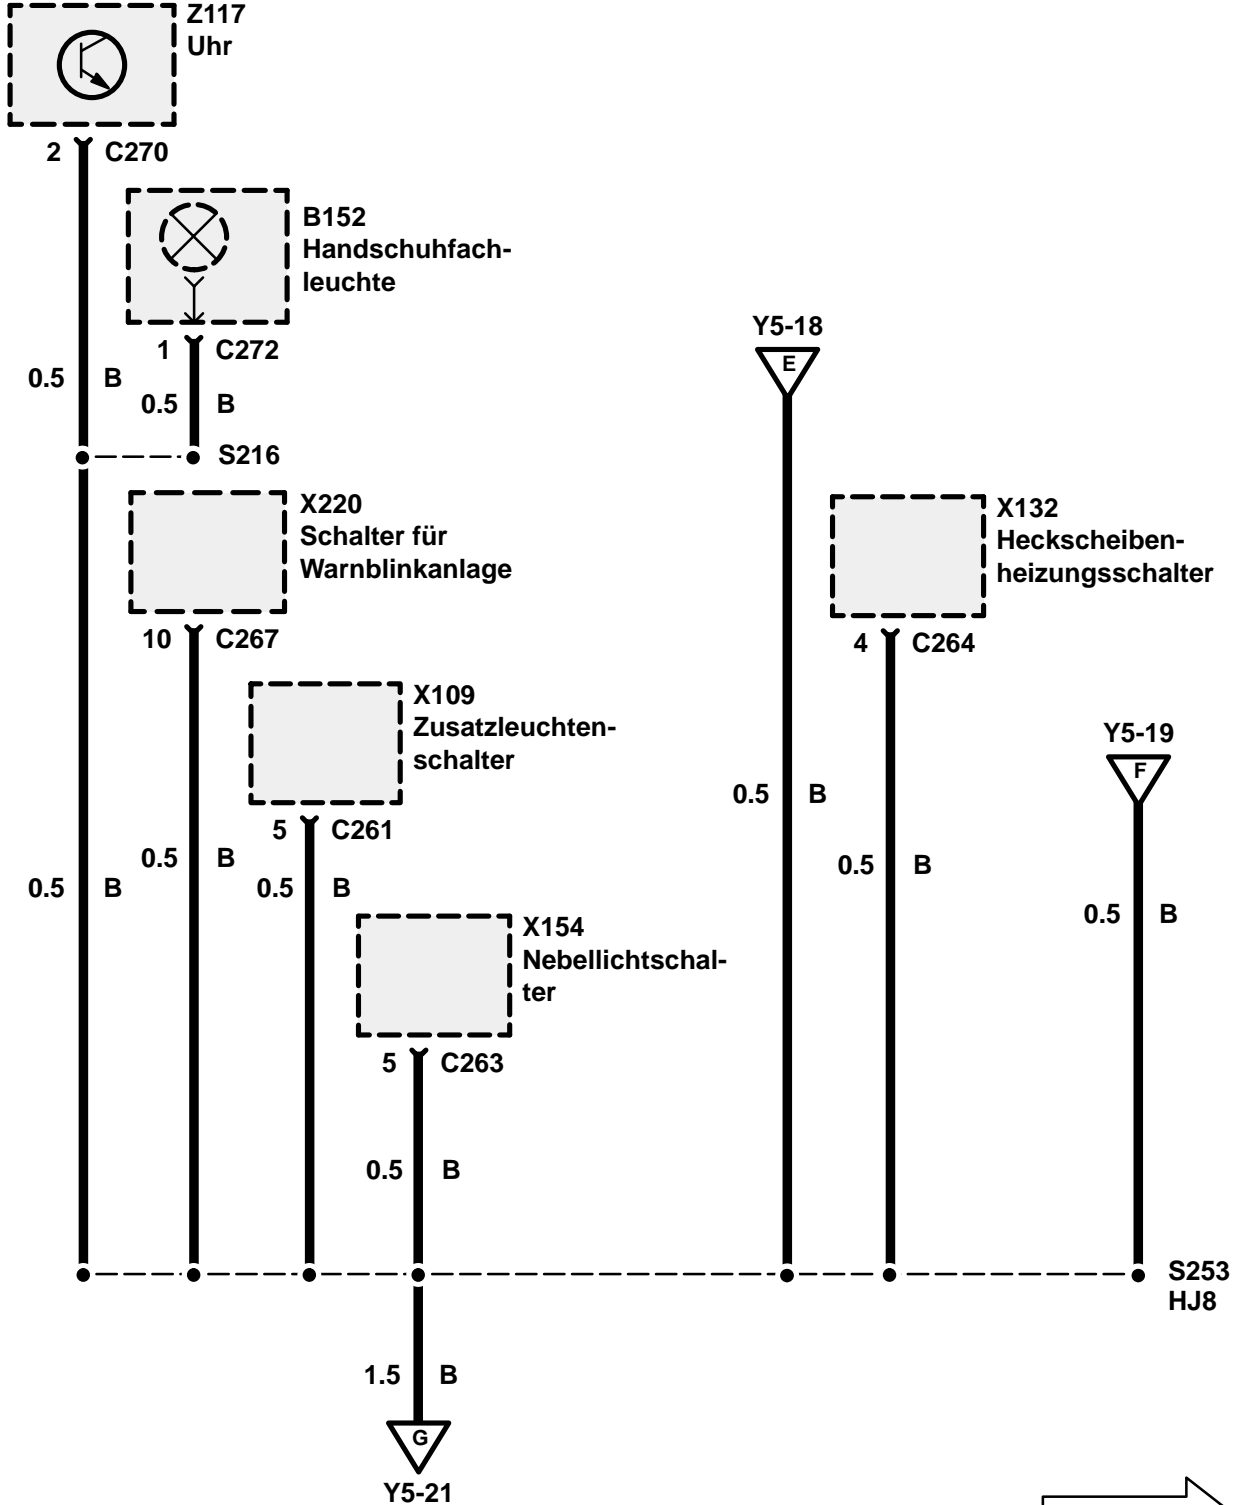 Z117
Uhr
2 C270
B152
Handschuhfach-
leuchte
1 C272
0.5 B
0.5 B
S216
Y5-18
E
X220
Schalter für
Warnblinkanlage
10 C267
X132
Heckscheiben-
heizungsschalter
4 C264
X109
Zusatzleuchten-
schalter
5 C261
Y5-19
F
0.5 B
0.5 B
0.5 B
0.5 B
0.5 B
0.5 B
X154
Nebellichtschal-
ter
5 C263
0.5 B
S253
HJ8
1.5 B
G
Y5-21